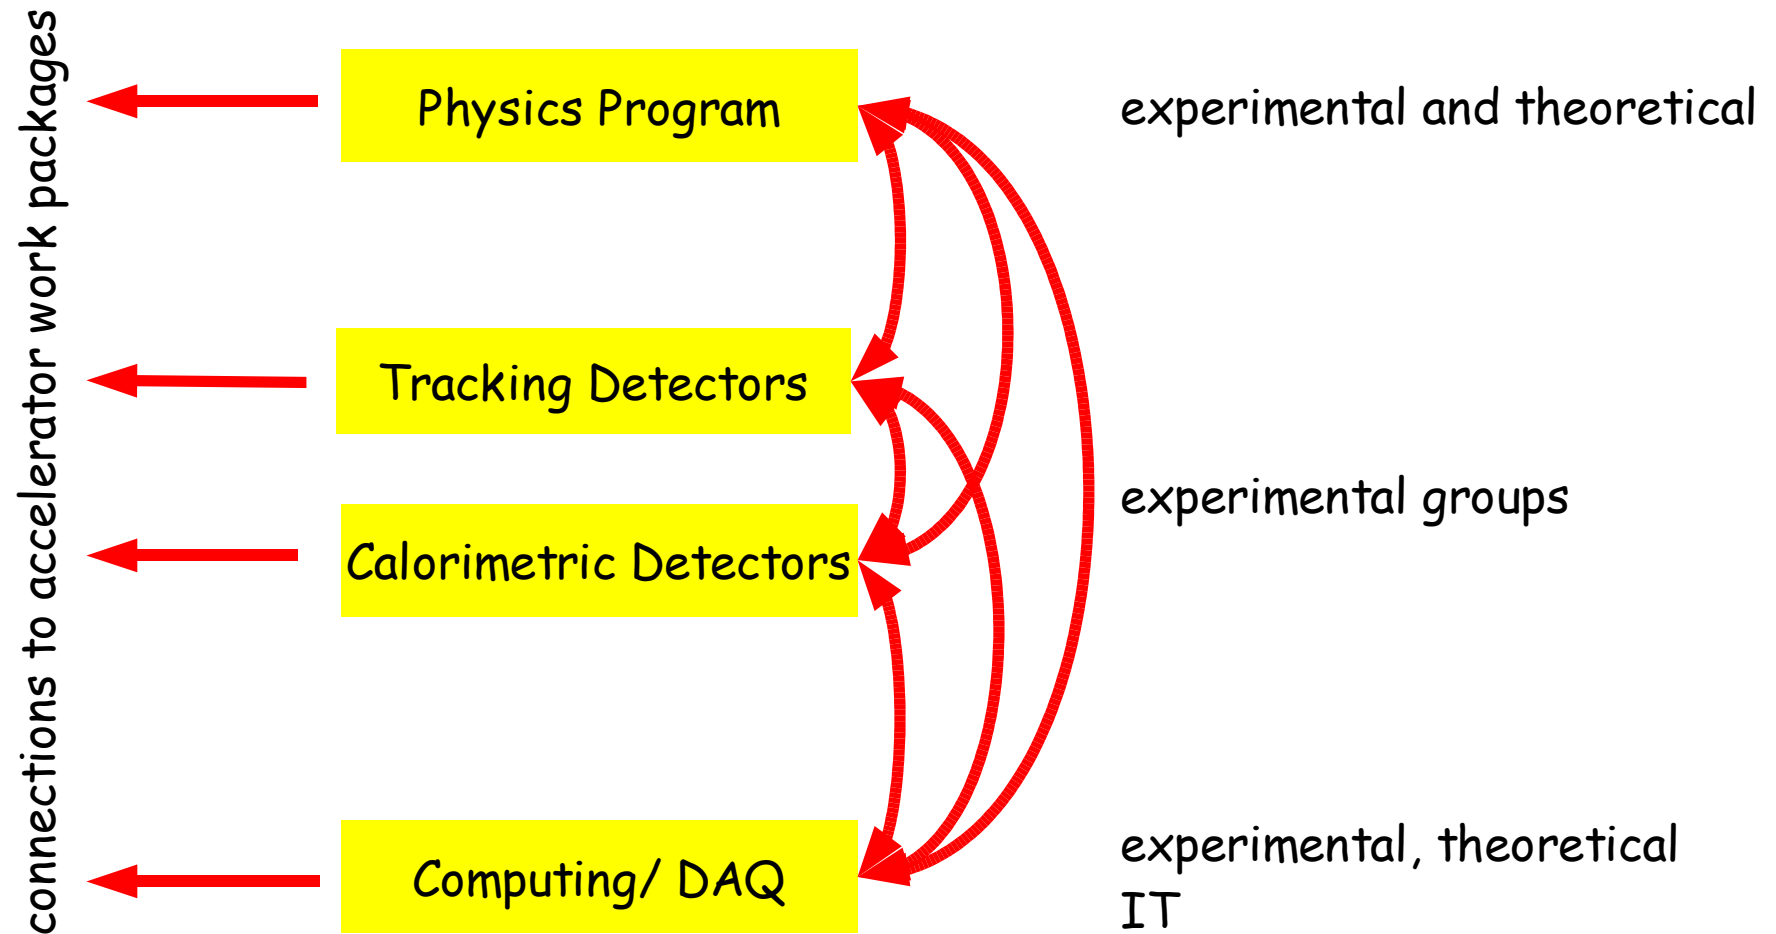 connections to accelerator work packages
Physics Program
experimental and theoretical
Tracking Detectors
experimental groups
Calorimetric Detectors
experimental, theoretical
Computing/ DAQ
IT